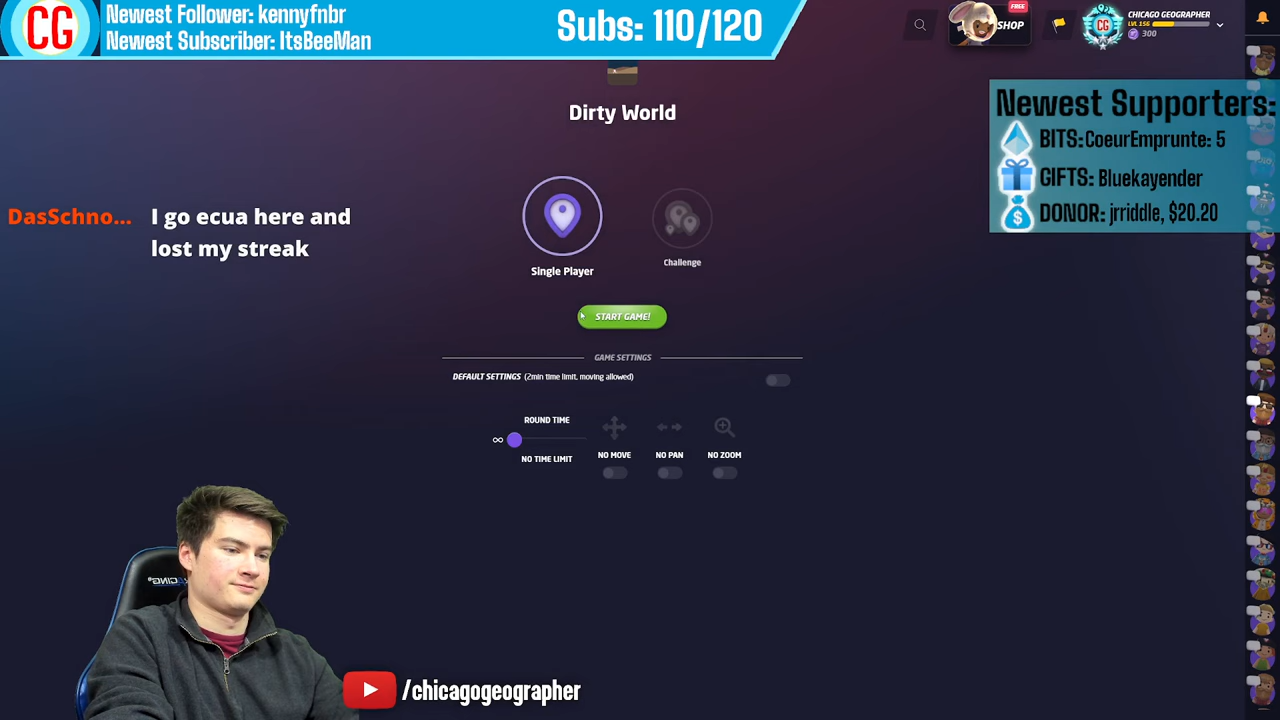 CG
Newest Follower: kennyfnbr
Newest Subscriber: ItsBeeMan
Subs: 110/120
FREE
SHOP
CG
CHICAGO GEOGRAPHER
LVL 156
300
Newest Supporters:
BITS:CoeurEmprunte: 5
GIFTS: Bluekayender
DONOR: jrriddle, $20.20
Dirty World
DasSchno... I go ecua here and
lost my streak
Single Player
Challenge
START GAME!
GAME SETTINGS
DEFAULT SETTINGS (2min time limit, moving allowed)
ROUND TIME
∞
NO TIME LIMIT
NO MOVE
NO PAN
NO ZOOM
/chicagogeographer